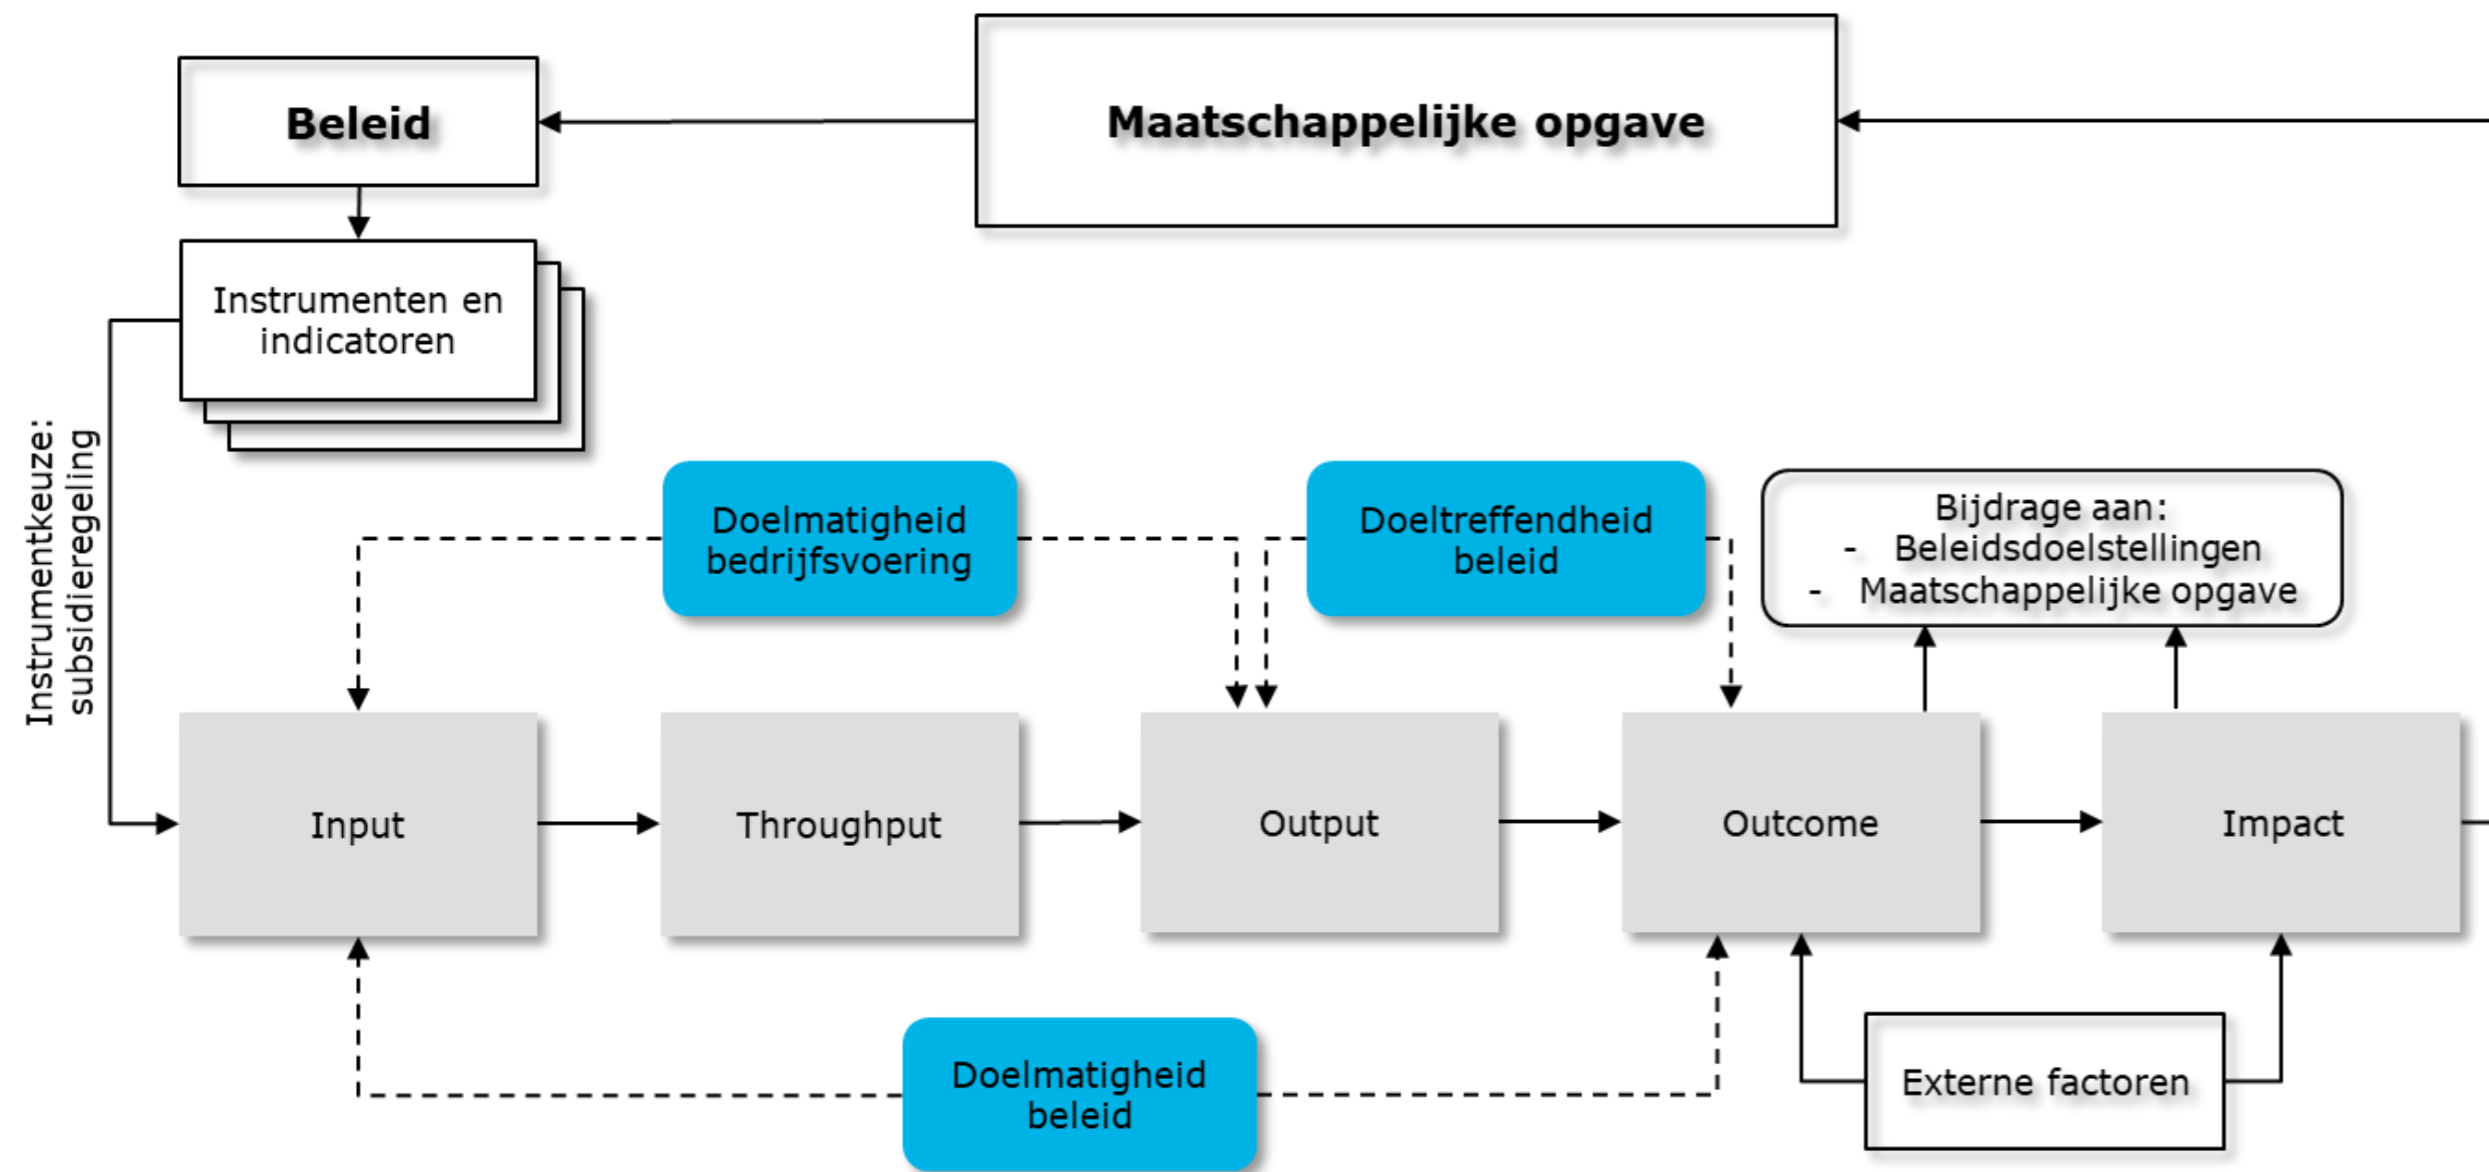 Beleid
Maatschappelijke opgave
Instrumenten en
indicatoren
Instrumentkeuze:
subsidieregeling
Doelmatigheid
bedrijfsvoering
Doeltreffendheid
beleid
Bijdrage aan:
- Beleidsdoelstellingen
- Maatschappelijke opgave
Input
Throughput
Output
Outcome
Impact
Doelmatigheid
beleid
Externe factoren